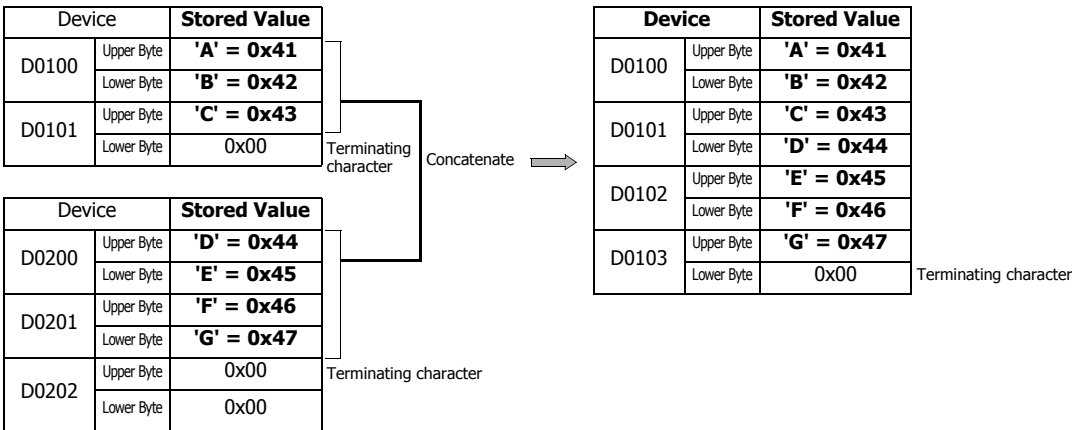 Device Stored Value
D0100 Upper Byte 'A' = 0x41
Lower Byte 'B' = 0x42
D0101 Upper Byte 'C' = 0x43
Lower Byte 0x00
Terminating
character
Concatenate
Device Stored Value
D0200 Upper Byte 'D' = 0x44
Lower Byte 'E' = 0x45
D0201 Upper Byte 'F' = 0x46
Lower Byte 'G' = 0x47
D0202 Upper Byte 0x00 Terminating character
Lower Byte 0x00
Device Stored Value
D0100 Upper Byte 'A' = 0x41
Lower Byte 'B' = 0x42
D0101 Upper Byte 'C' = 0x43
Lower Byte 'D' = 0x44
D0102 Upper Byte 'E' = 0x45
Lower Byte 'F' = 0x46
D0103 Upper Byte 'G' = 0x47
Lower Byte 0x00 Terminating character